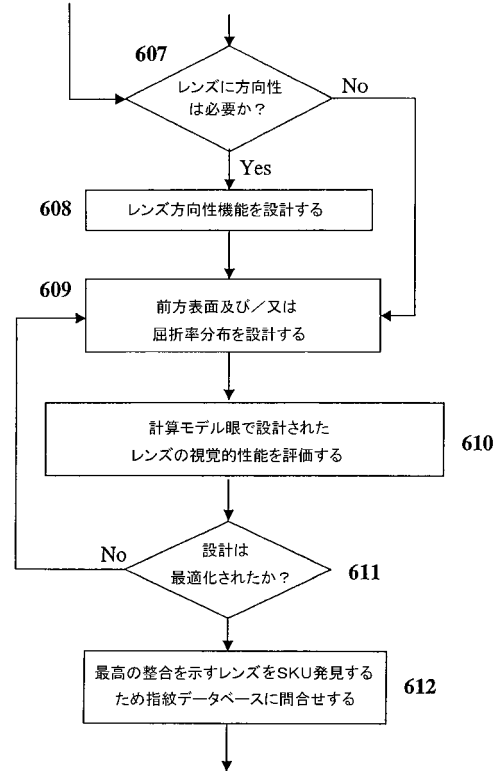 607
レンズに方向性
は必要か？
No
Yes
608
レンズ方向性機能を設計する
609
前方表面及び／又は
屈折率分布を設計する
計算モデル眼で設計された
レンズの視覚的性能を評価する
610
No
設計は
最適化されたか？
611
最高の整合を示すレンズをSKU発見する
ため指紋データベースに問合せする
612